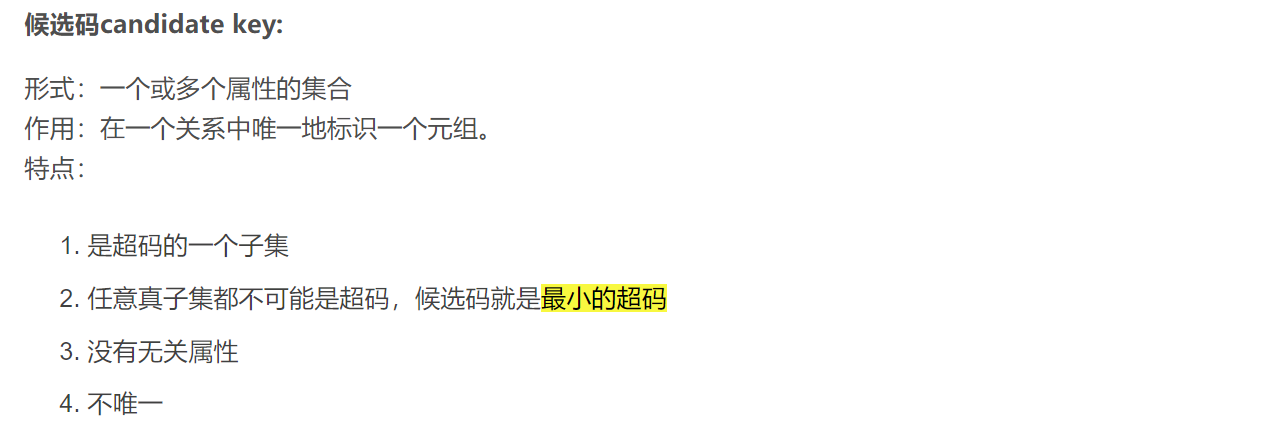 候选码candidate key:
形式：一个或多个属性的集合
作用：在一个关系中唯一地标识一个元组。
特点：
1. 是超码的一个子集
2. 任意真子集都不可能是超码，候选码就是最小的超码
3. 没有无关属性
4. 不唯一